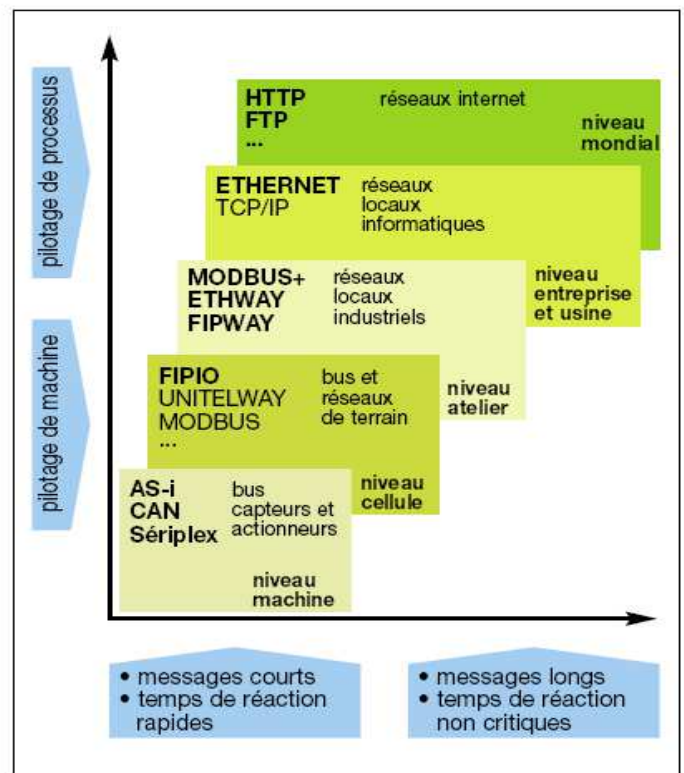 pilotage de processus
pilotage de machine
HTTP
FTP
...
réseaux internet
niveau
mondial
ETHERNET
TCP/IP
réseaux
locaux
informatiques
niveau
entreprise
et usine
MODBUS+
ETHWAY
FIPWAY
réseaux
locaux
industriels
niveau
atelier
FIPIO
UNITELWAY
MODBUS
...
bus et
réseaux
de terrain
niveau
cellule
AS-i
CAN
Sériplex
bus
capteurs et
actionneurs
niveau
machine
• messages courts
• temps de réaction
rapides
• messages longs
• temps de réaction
non critiques